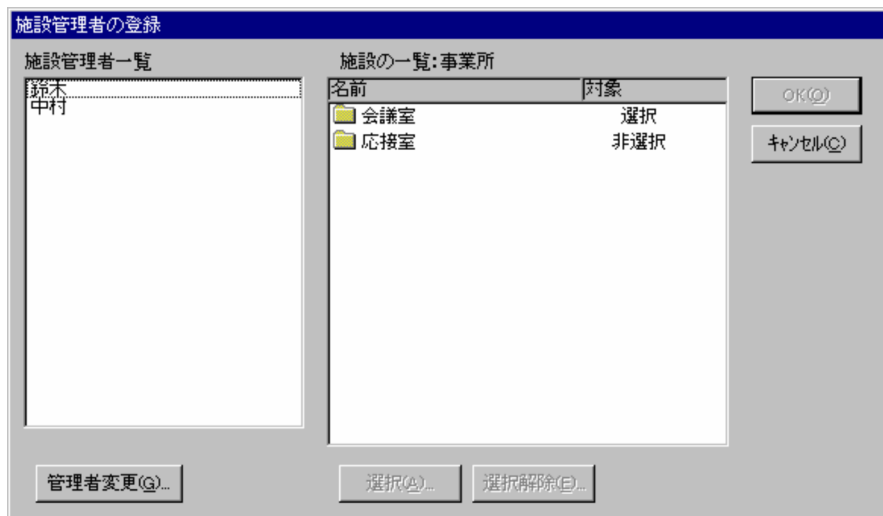 施設管理者の登録
施設管理者一覧
鈴木
中村
施設の一覧:事業所
名前 対象
会議室 選択
応接室 非選択
OK(O)
キャンセル(C)
管理者変更(G)...
選択(A)...
選択解除(E)...